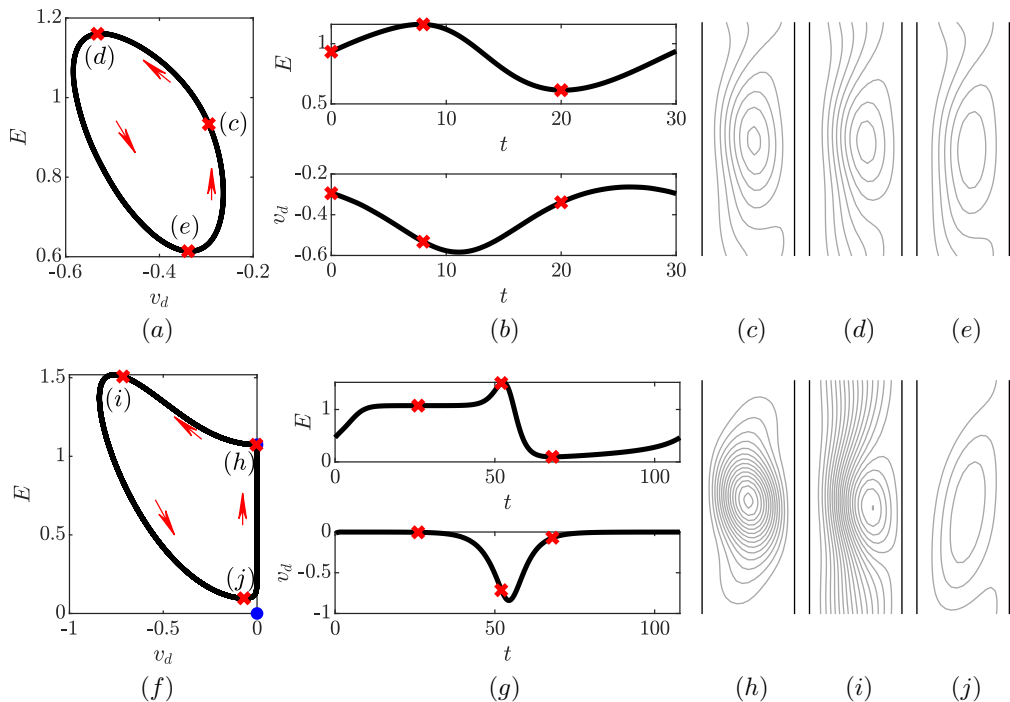 1.2
1
0.8
0.6
E
-0.6
-0.4
-0.2
v_d
(d)
(c)
(e)
(a)
1
0.5
E
0
10
20
30
t
-0.2
-0.4
-0.6
v_d
0
10
20
30
t
(b)
(c)
(d)
(e)
1.5
1
0.5
0
E
-1
-0.5
0
v_d
(i)
(h)
(j)
(f)
1
0
E
0
50
100
t
0
-0.5
-1
v_d
0
50
100
t
(g)
(h)
(i)
(j)